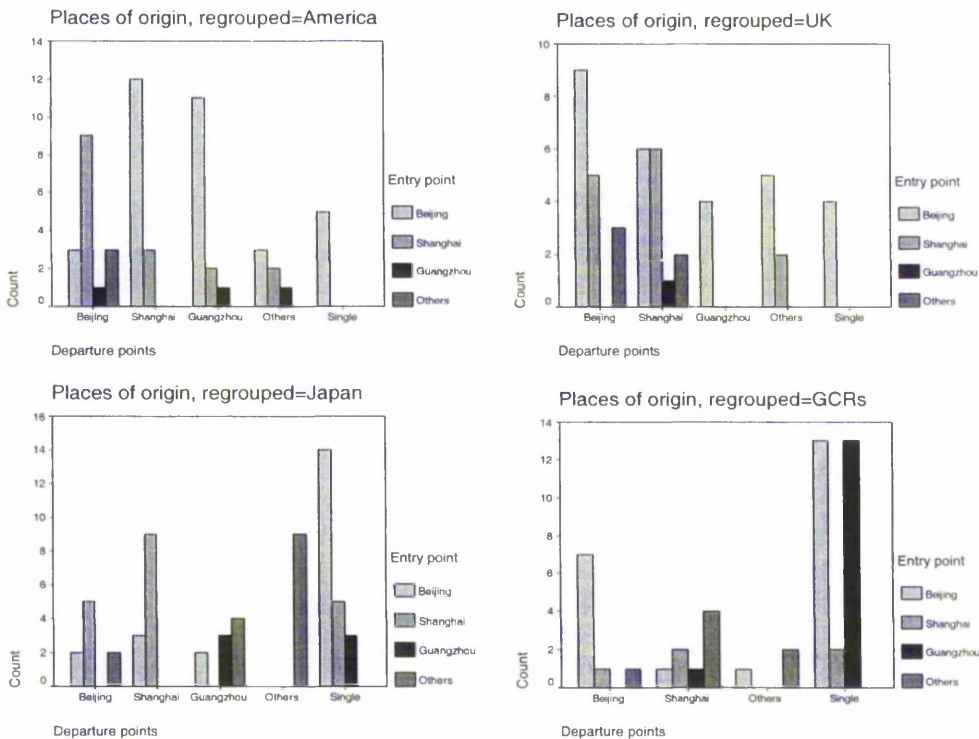 Places of origin, regrouped=America
14
12
10
8
6
4
2
0
Count
Beijing Shanghai Guangzhou Others Single
Departure points
Entry point
Beijing
Shanghai
Guangzhou
Others
Places of origin, regrouped=UK
10
8
6
4
2
0
Count
Beijing Shanghai Guangzhou Others Single
Departure points
Entry point
Beijing
Shanghai
Guangzhou
Others
Places of origin, regrouped=Japan
16
14
12
10
8
6
4
2
0
Count
Beijing Shanghai Guangzhou Others Single
Departure points
Entry point
Beijing
Shanghai
Guangzhou
Others
Places of origin, regrouped=GCRs
14
12
10
8
6
4
2
0
Count
Beijing Shanghai Others Single
Departure points
Entry point
Beijing
Shanghai
Guangzhou
Others